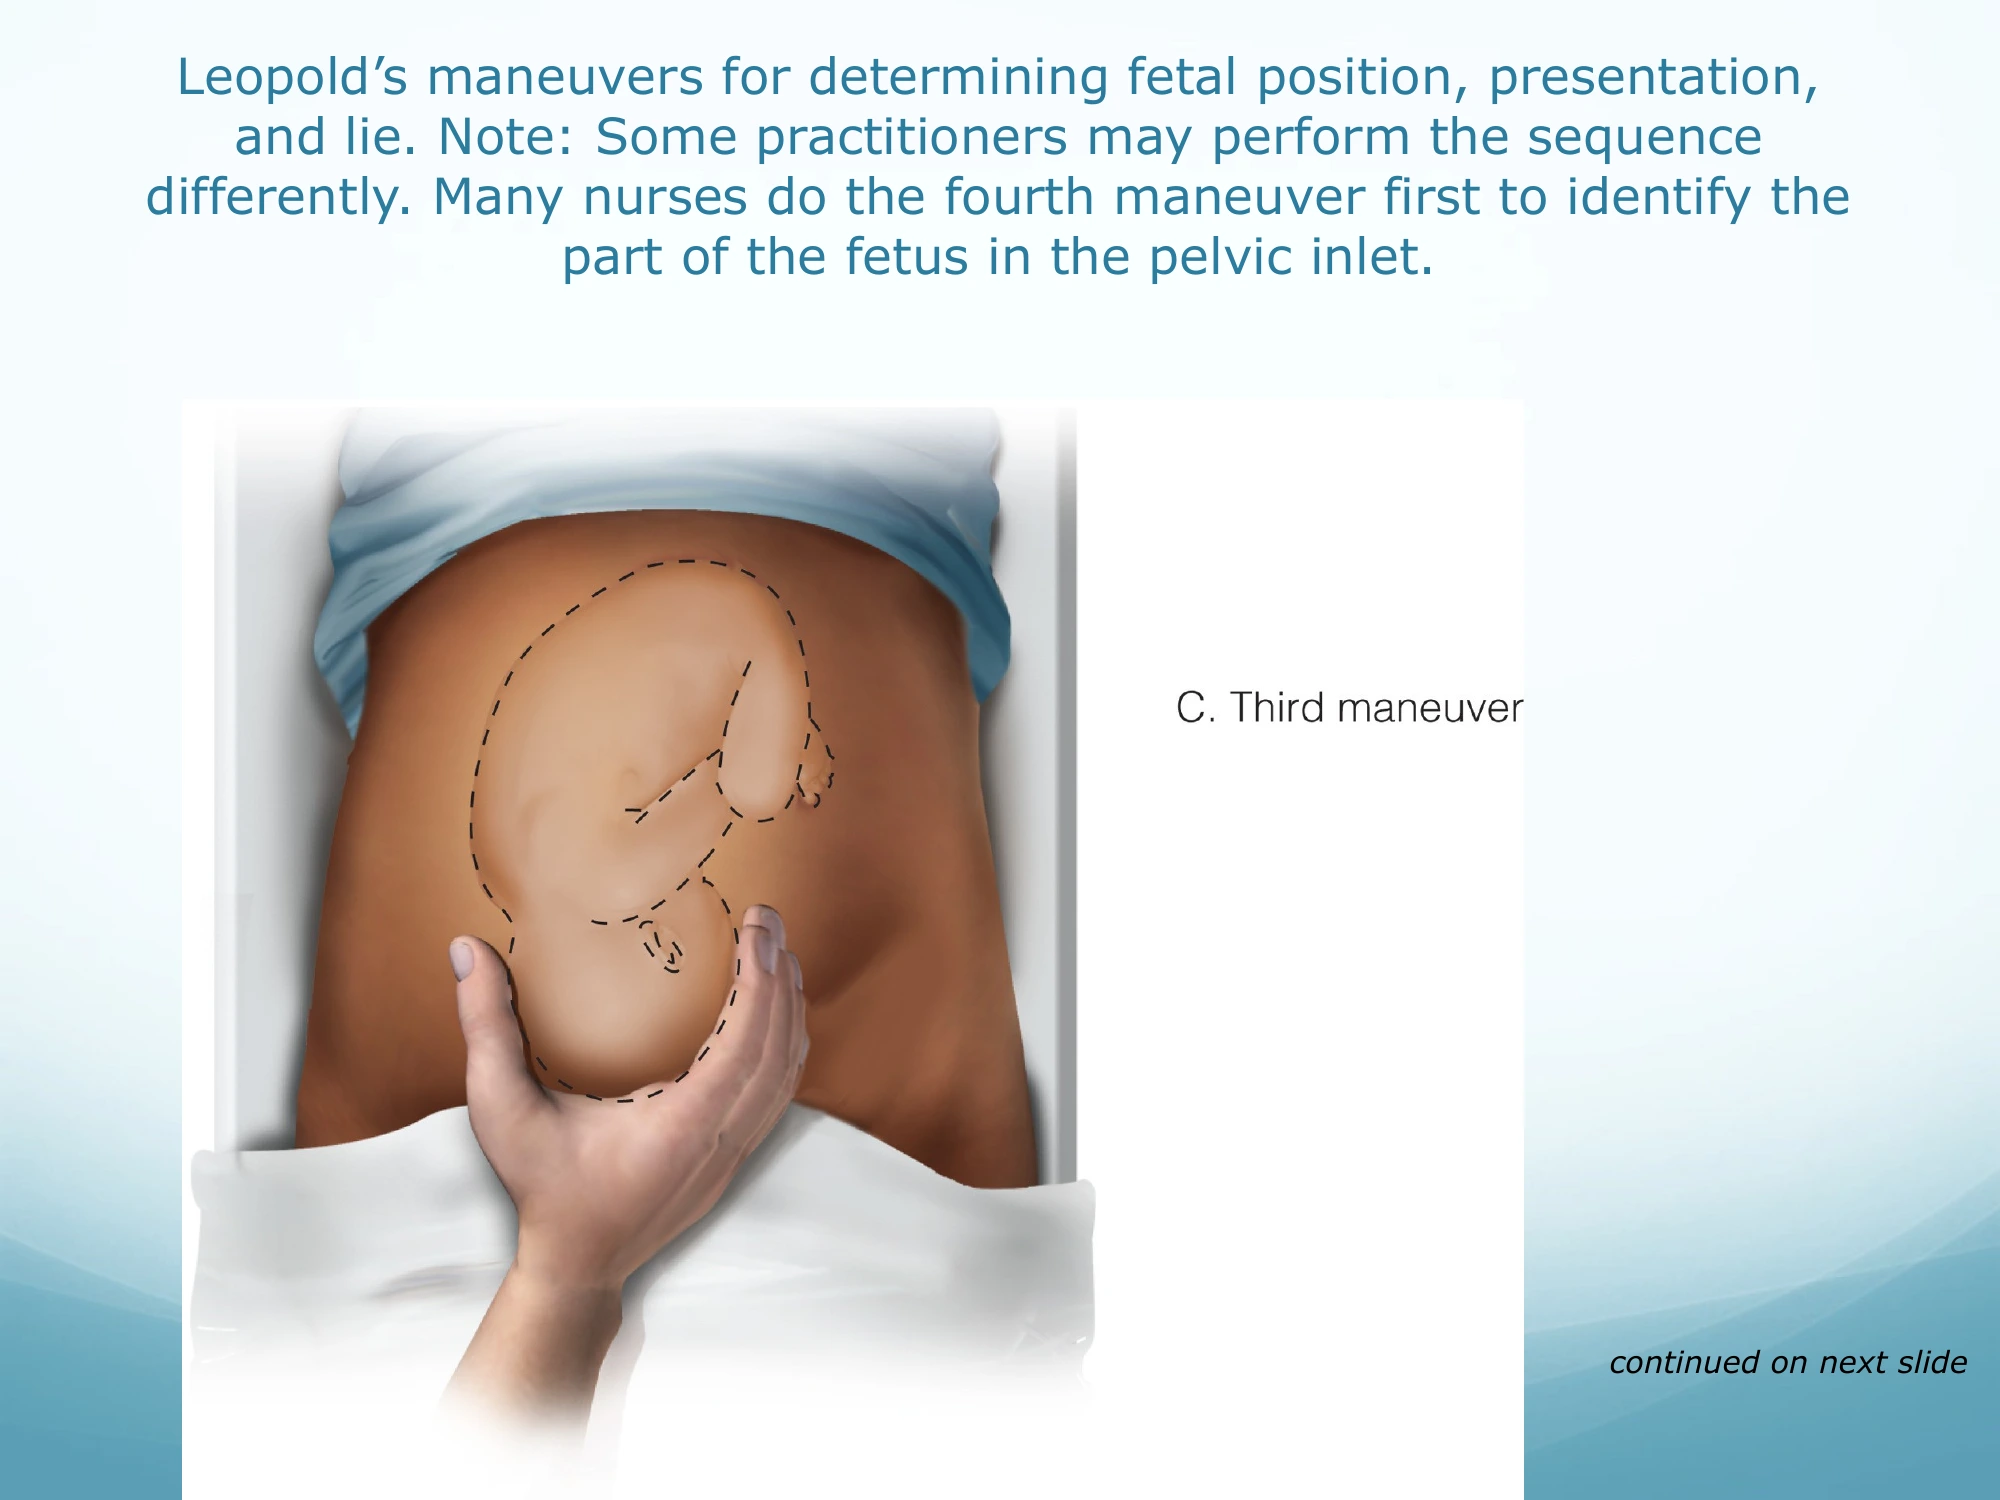 Leopold’s maneuvers for determining fetal position, presentation,
and lie. Note: Some practitioners may perform the sequence
differently. Many nurses do the fourth maneuver first to identify the
part of the fetus in the pelvic inlet.
C. Third maneuver
continued on next slide